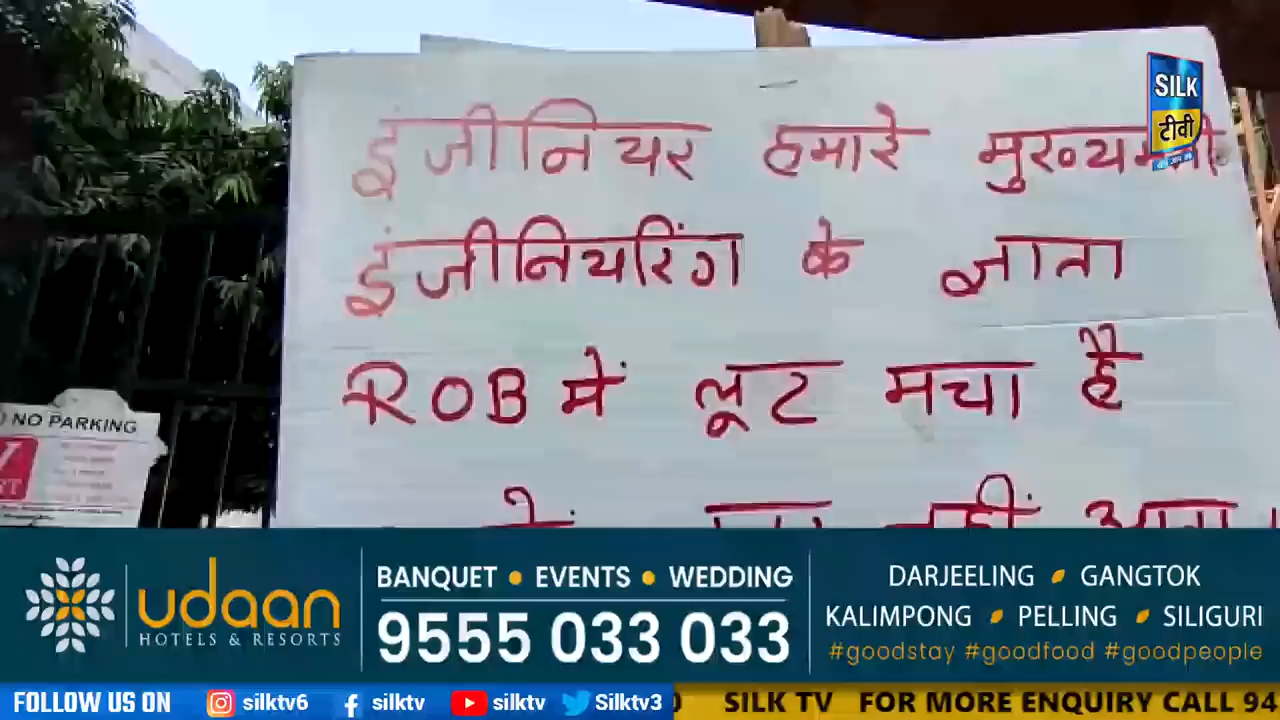 SILK
टीवी
इंजीनियर हमारे मुख्यमंत्री
इंजीनियरिंग के ज्ञाता
ROB में लूट मचा है
NO PARKING
udaan
HOTELS & RESORTS
BANQUET • EVENTS • WEDDING
9555 033 033
DARJEELING GANGTOK
KALIMPONG PELLING SILIGURI
#goodstay #goodfood #goodpeople
FOLLOW US ON silktv6 silktv silktv Silktv3
SILK TV FOR MORE ENQUIRY CALL 94